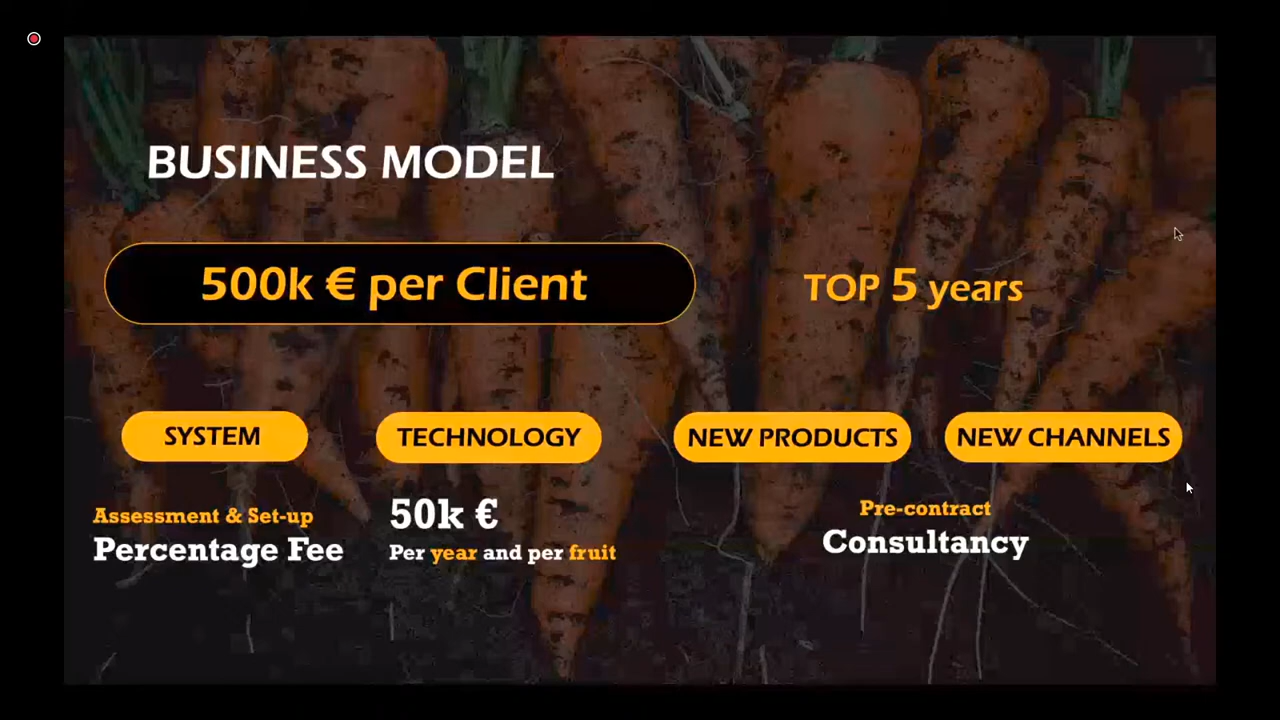 BUSINESS MODEL
500k € per Client
TOP 5 years
SYSTEM
TECHNOLOGY
NEW PRODUCTS
NEW CHANNELS
Assessment & Set-up
Percentage Fee
50k €
Per year and per fruit
Pre-contract
Consultancy